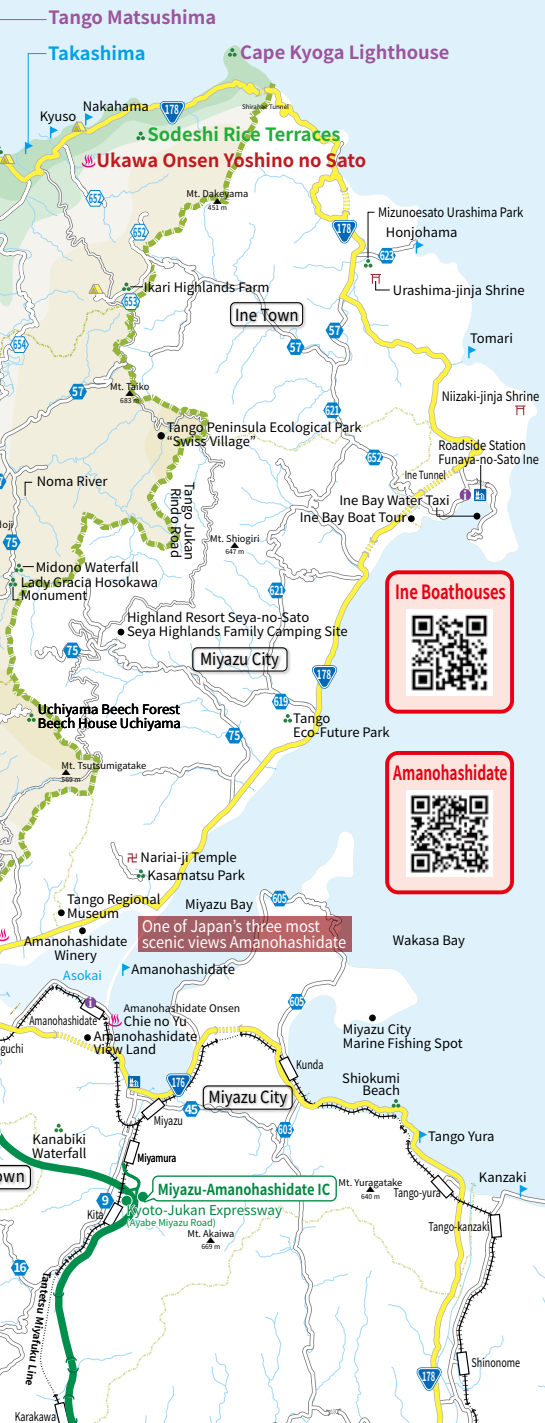 Tango Matsushima
Takashima
Cape Kyoga Lighthouse
Nakahama
178
Kyuso
Shirahae Tunnel
Sodeshi Rice Terraces
Ukawa Onsen Yoshino no Sato
652
Mt. Dakeyama
451 m
Mizunoesato Urashima Park
652
178
Honjohama
623
Ikari Highlands Farm
Urashima-jinja Shrine
653
Ine Town
654
57
57
Tomari
Mt. Taiko
683 m
57
Niizaki-jinja Shrine
621
Tango Peninsula Ecological Park
"Swiss Village"
Roadside Station
Funaya-no-Sato Ine
652
Ine Tunnel
Noma River
Tango Jukan
Rindo Road
Ine Bay Water Taxi
Ine Bay Boat Tour
75
Mt. Shiogiri
647 m
Midono Waterfall
Lady Gracia Hosokawa
Monument
621
Ine Boathouses
Highland Resort Seya-no-Sato
Seya Highlands Family Camping Site
75
Miyazu City
178
619
Uchiyama Beech Forest
Beech House Uchiyama
Tango
Eco-Future Park
75
Mt. Tsutsumigatake
Amanohashidate
Nariai-ji Temple
Kasamatsu Park
Tango Regional
Museum
Miyazu Bay
605
One of Japan's three most
scenic views Amanohashidate
Amanohashidate
Winery
Wakasa Bay
Asokai
Amanohashidate
605
Amanohashidate Onsen
Chie no Yu
Amanohashidate
Amanohashidate
View Land
guchi
Miyazu City
Marine Fishing Spot
Kunda
176
Miyazu City
Shiokumi
Beach
45
Miyazu
603
Kanabiki
Waterfall
Tango Yura
Miyamura
own
Miyazu-Amanohashidate IC
Mt. Yuragatake
640 m
Kanzaki
Tango-yura
9
Kita
Kyoto-Jukan Expressway
(Ayabe Miyazu Road)
Tango-kanzaki
Mt. Akaiwa
669 m
16
Tantetsu Miyafuku Line
Shinonome
178
Karakawa